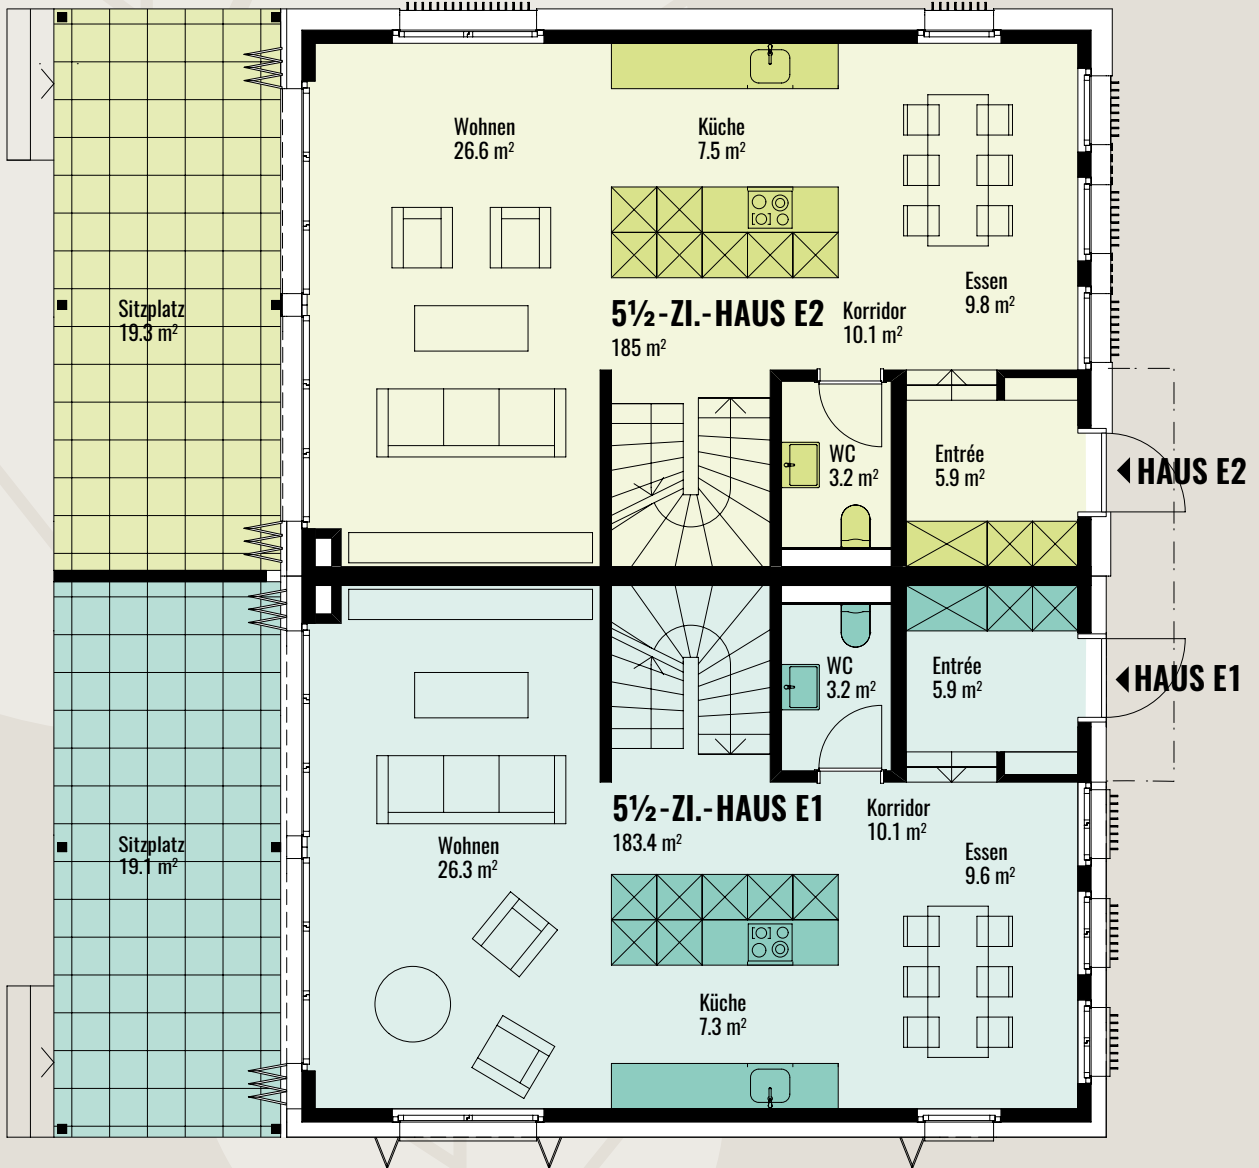 Wohnen
26.6 m²
Küche
7.5 m²
Essen
9.8 m²
Sitzplatz
19.3 m²
5½-ZI.-HAUS E2
185 m²
Korridor
10.1 m²
WC
3.2 m²
Entrée
5.9 m²
HAUS E2
WC
3.2 m²
Entrée
5.9 m²
HAUS E1
5½-ZI.-HAUS E1
183.4 m²
Korridor
10.1 m²
Sitzplatz
19.1 m²
Wohnen
26.3 m²
Essen
9.6 m²
Küche
7.3 m²